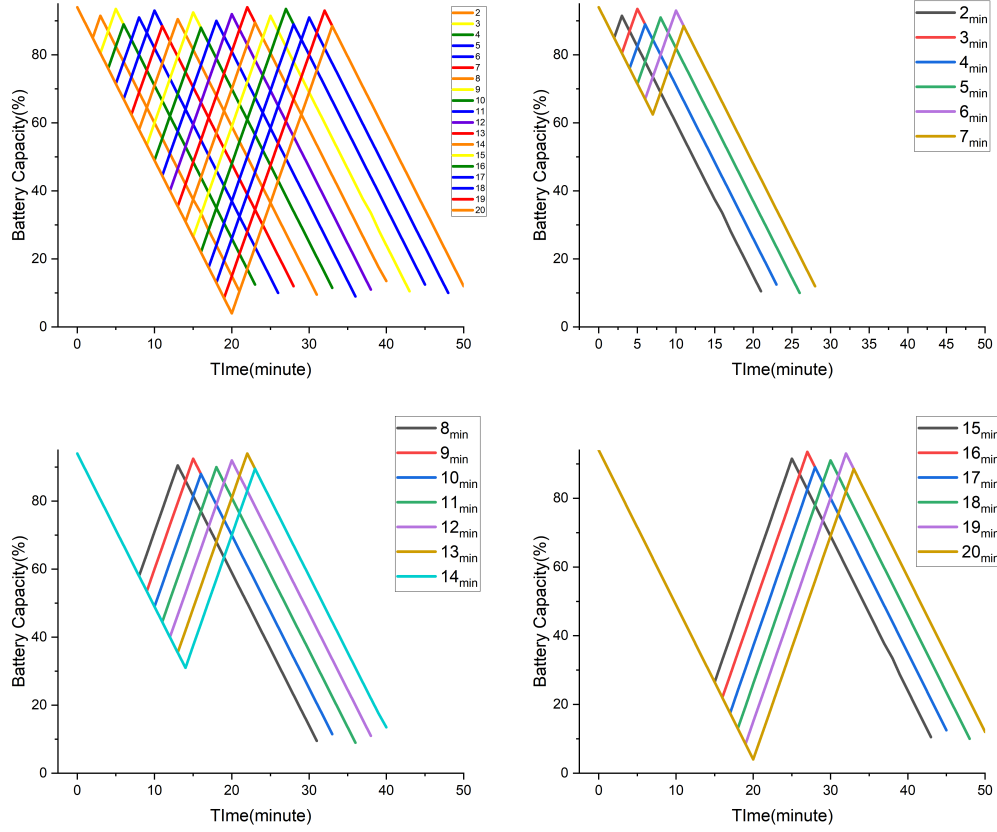 Battery Capacity(%)
80
60
40
20
0
0 10 20 30 40 50
TIme(minute)
2
3
4
5
6
7
8
9
10
11
12
13
14
15
16
17
18
19
20
Battery Capacity(%)
80
60
40
20
0
0 5 10 15 20 25 30 35 40 45 50
TIme(minute)
2min
3min
4min
5min
6min
7min
Battery Capacity(%)
80
60
40
20
0
0 10 20 30 40 50
TIme(minute)
8min
9min
10min
11min
12min
13min
14min
Battery Capacity(%)
80
60
40
20
0
0 10 20 30 40 50
TIme(minute)
15min
16min
17min
18min
19min
20min